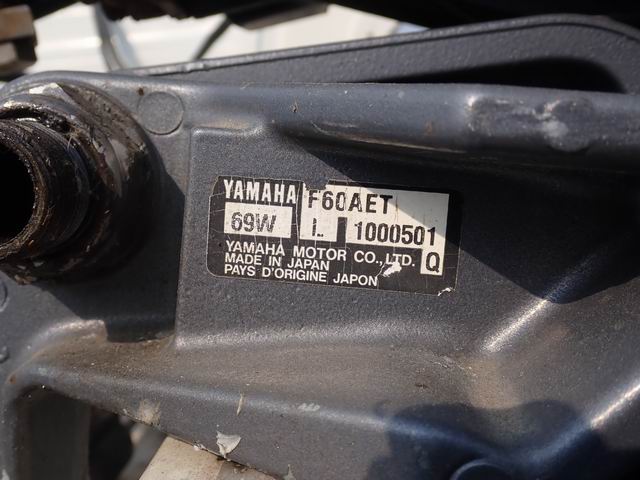 YAMAHA F60AET
69W L 1000501
YAMAHA MOTOR CO.,LTD. Q
MADE IN JAPAN
PAYS D'ORIGINE JAPON